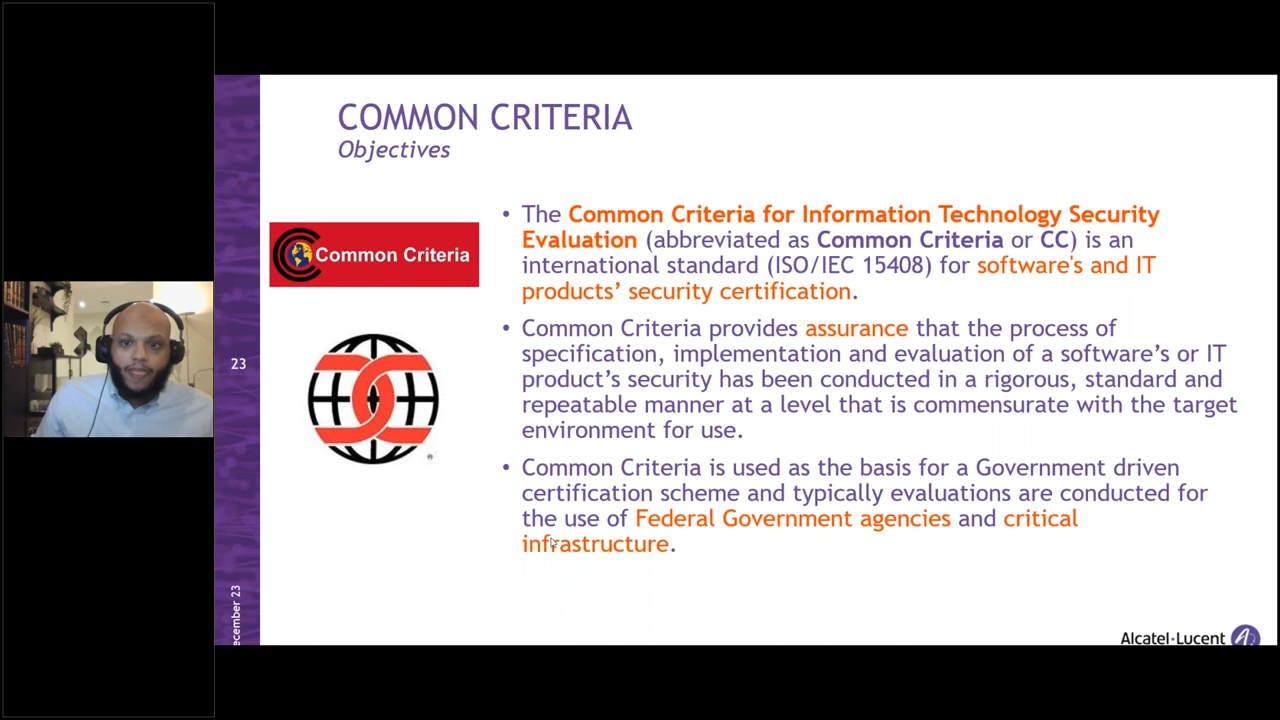 COMMON CRITERIA
Objectives
Common Criteria
• The Common Criteria for Information Technology Security
Evaluation (abbreviated as Common Criteria or CC) is an
international standard (ISO/IEC 15408) for software's and IT
products’ security certification.
• Common Criteria provides assurance that the process of
specification, implementation and evaluation of a software’s or IT
product’s security has been conducted in a rigorous, standard and
repeatable manner at a level that is commensurate with the target
environment for use.
• Common Criteria is used as the basis for a Government driven
certification scheme and typically evaluations are conducted for
the use of Federal Government agencies and critical
infrastructure.
23
ecember 23
Alcatel·Lucent
®